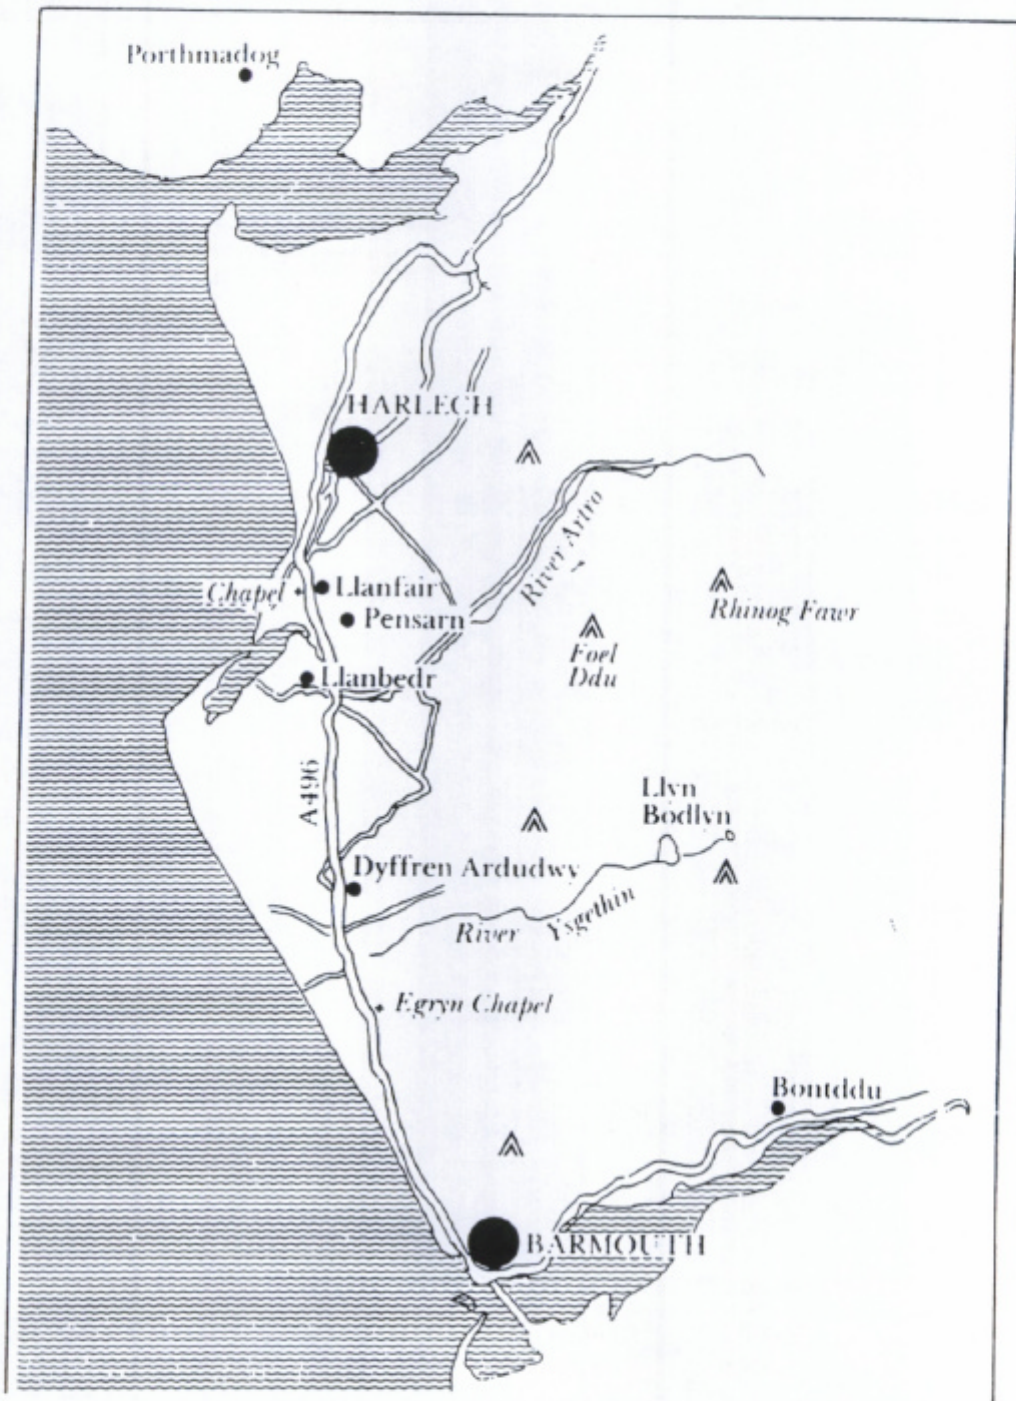 Porthmadog
HARLECH
River Artro
Chapel
Llanfair
Pensarn
Rhinog Fawr
Foel
Ddu
Llanbedr
A496
Llyn
Bodlyn
Dyffren Ardudwy
River Ysgethin
Egryn Chapel
Bontddu
BARMOUTH